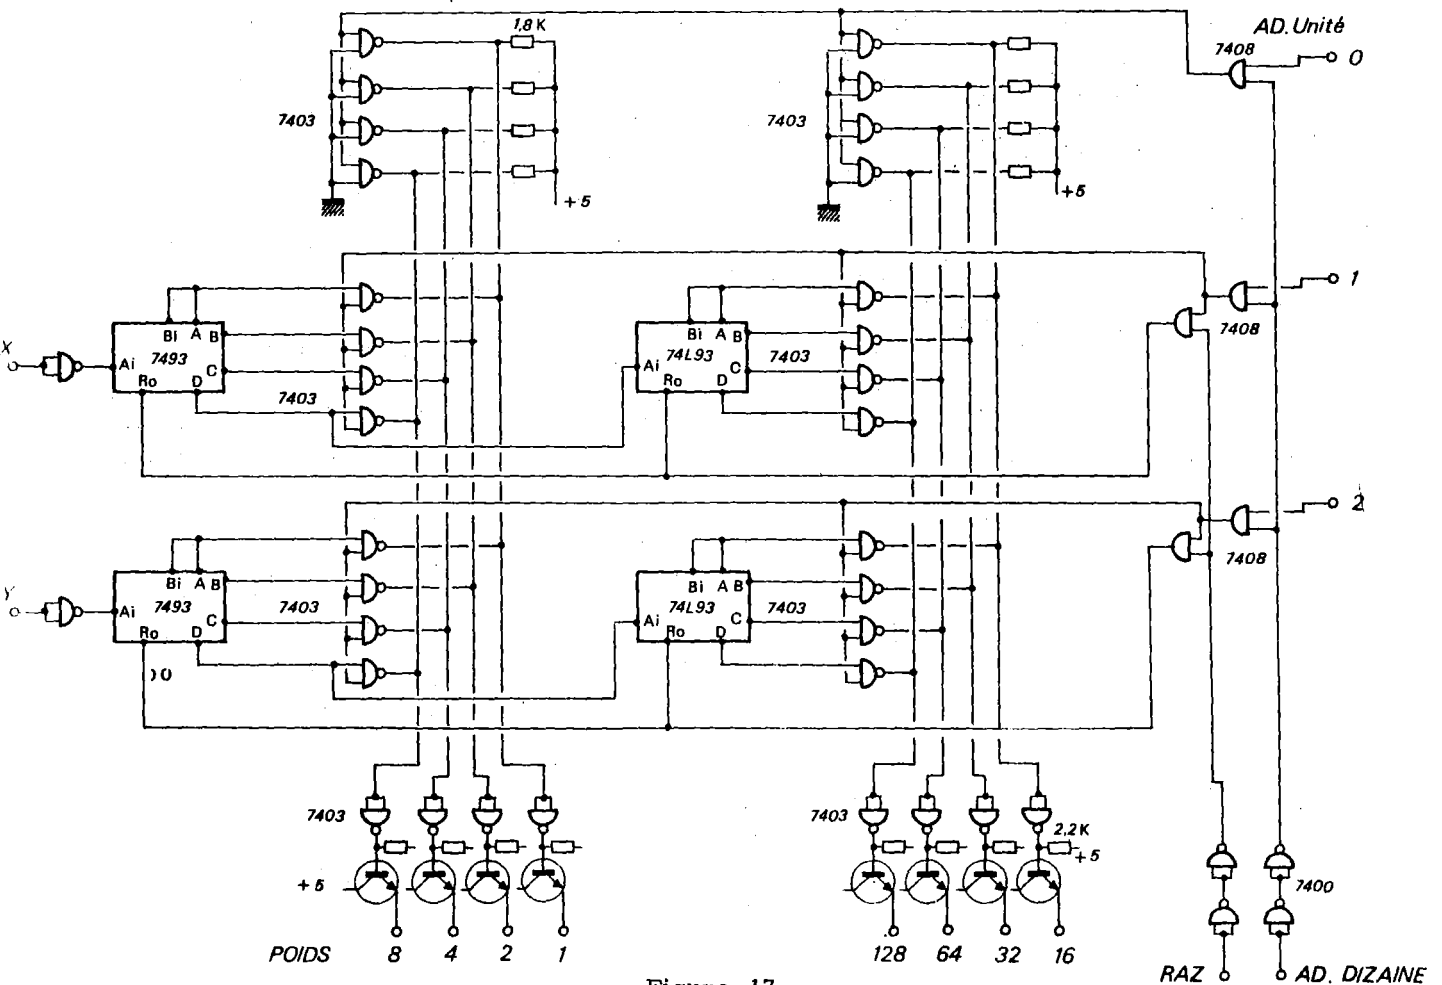 1,8 K
AD. Unité
7408
0
7403
7403
+5
+5
1
Bi A B
Bi A B
7408
X
Ai 7493
Ai 74L93 7403
C
C
Ro D
Ro D
7403
2
Bi A B
Bi A B
7408
Y
Ai 7493 7403
Ai 74L93 7403
C
C
Ro D
Ro D
7403
7403
2,2 K
+5
+5
7400
POIDS 8 4 2 1
128 64 32 16
RAZ
AD. DIZAINE